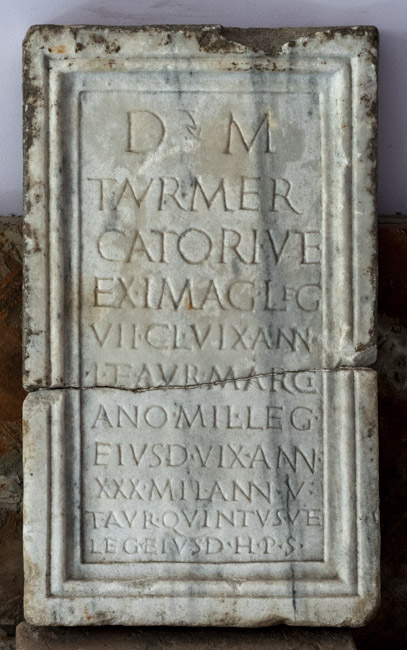 D M
T·AVR·MER
CATORI·VE
EX·IMAG·LEG
VII·CL·VIX·ANN
L·T·AVR·MARCI
ANO·MIL·LEG·
EIVSD·VIX·ANN·
XXX·MIL·ANN·V·
T·AVR·QVINTVS·VE
LEG·EIVSD·H·P·S·